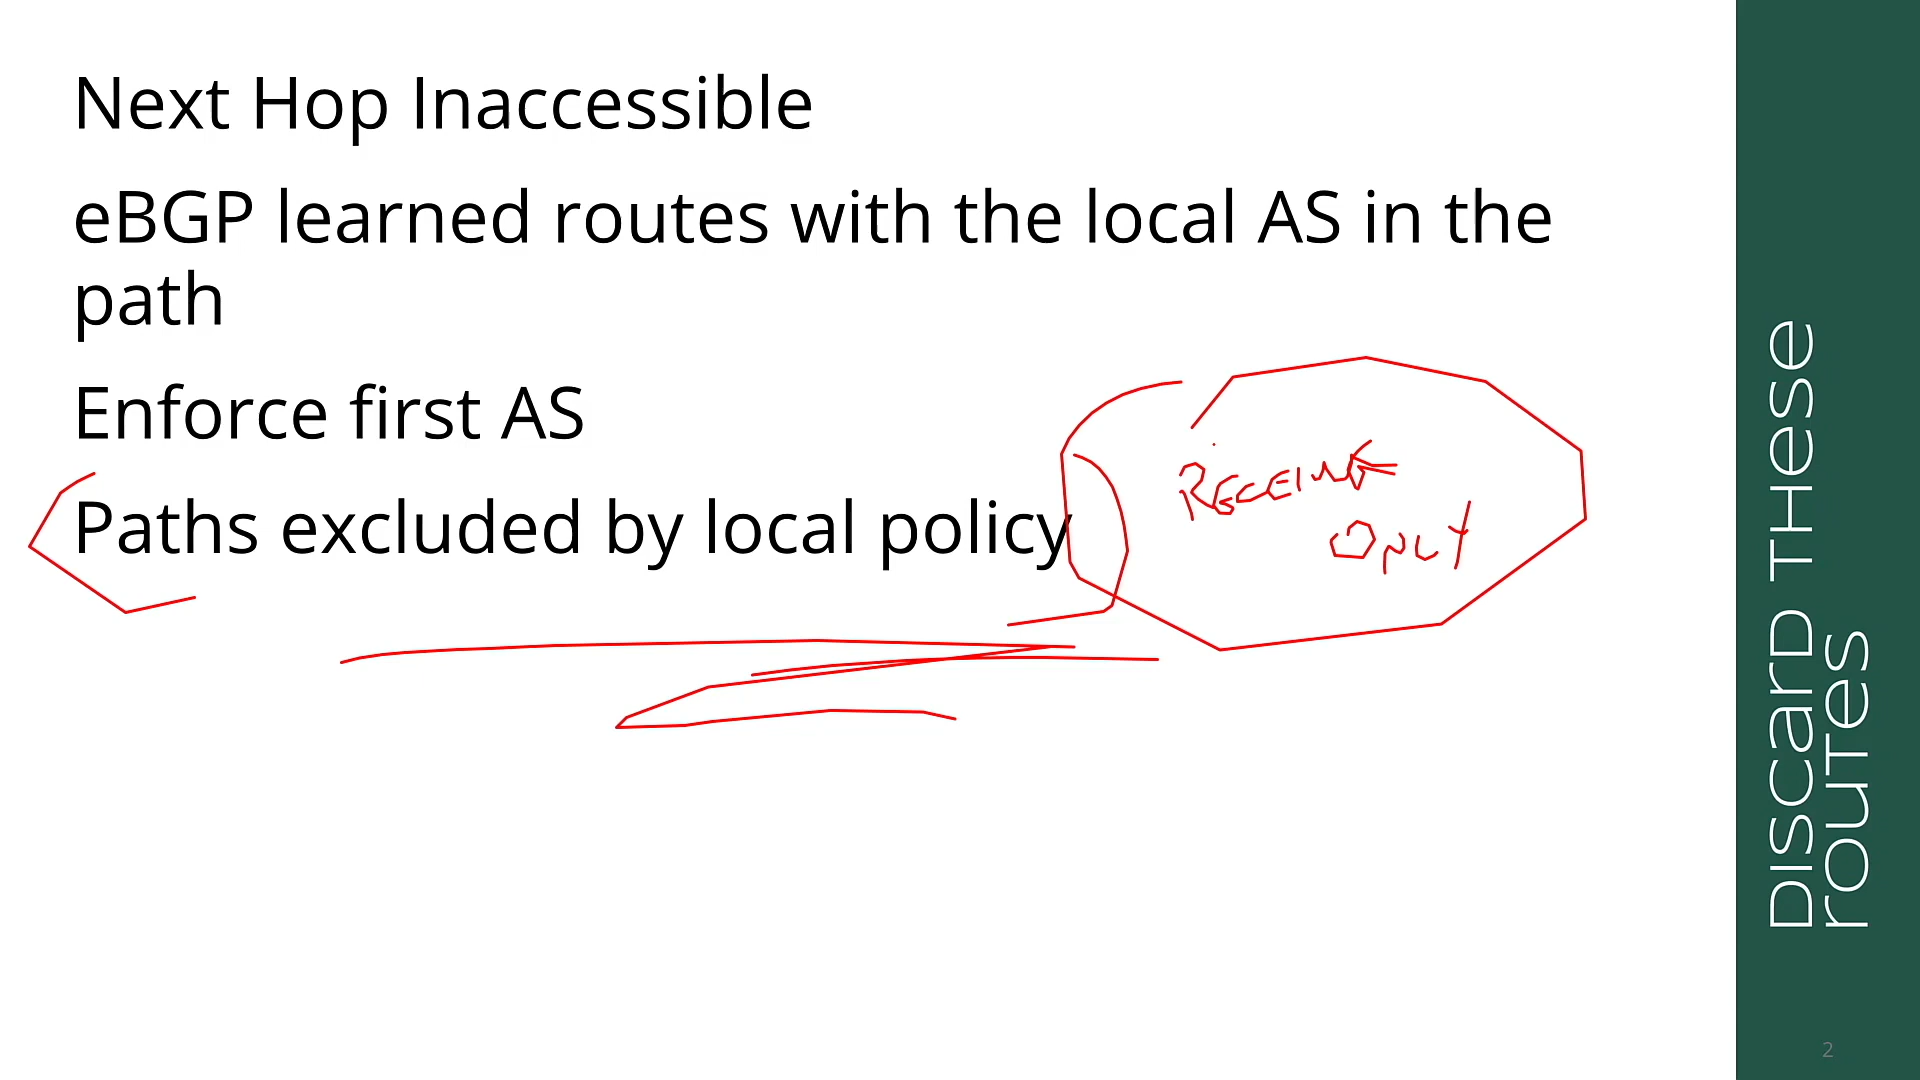 Next Hop Inaccessible
eBGP learned routes with the local AS in the
path
Enforce first AS
Paths excluded by local policy
RECEIVE
ONLY
DISCARD THESE
ROUTES
2